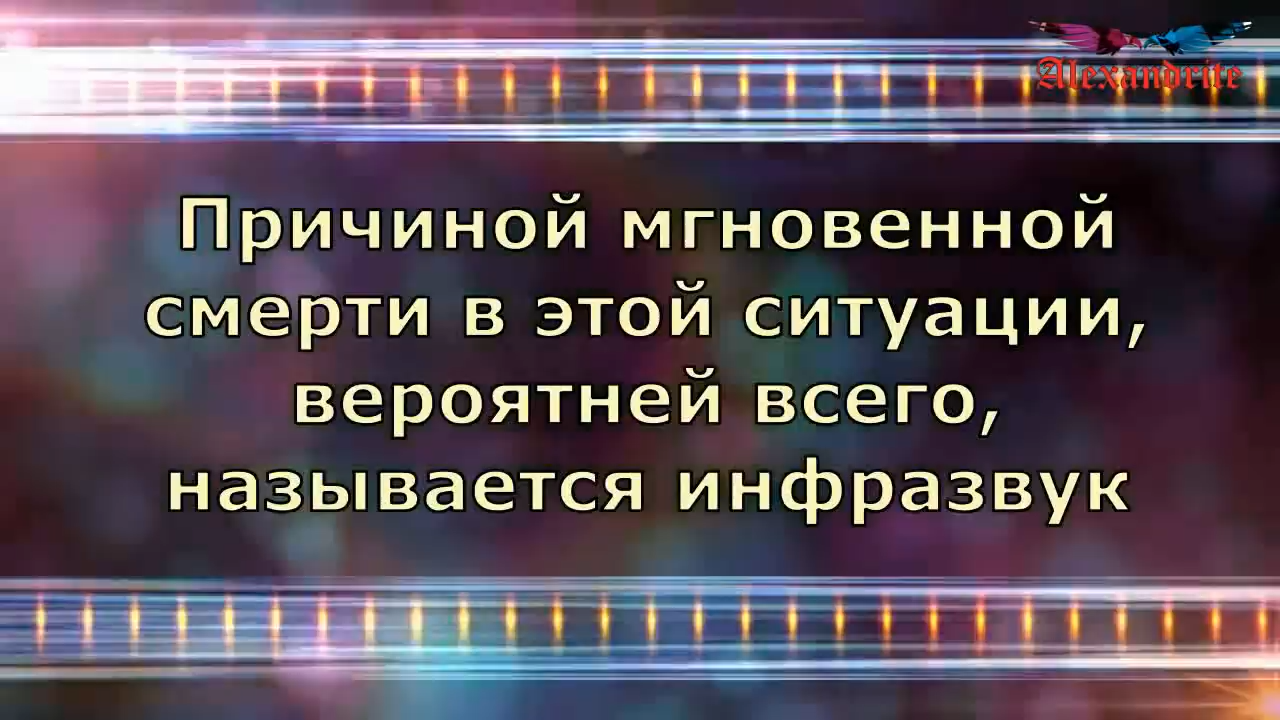 Alexandrite
Причиной мгновенной
смерти в этой ситуации,
вероятней всего,
называется инфразвук